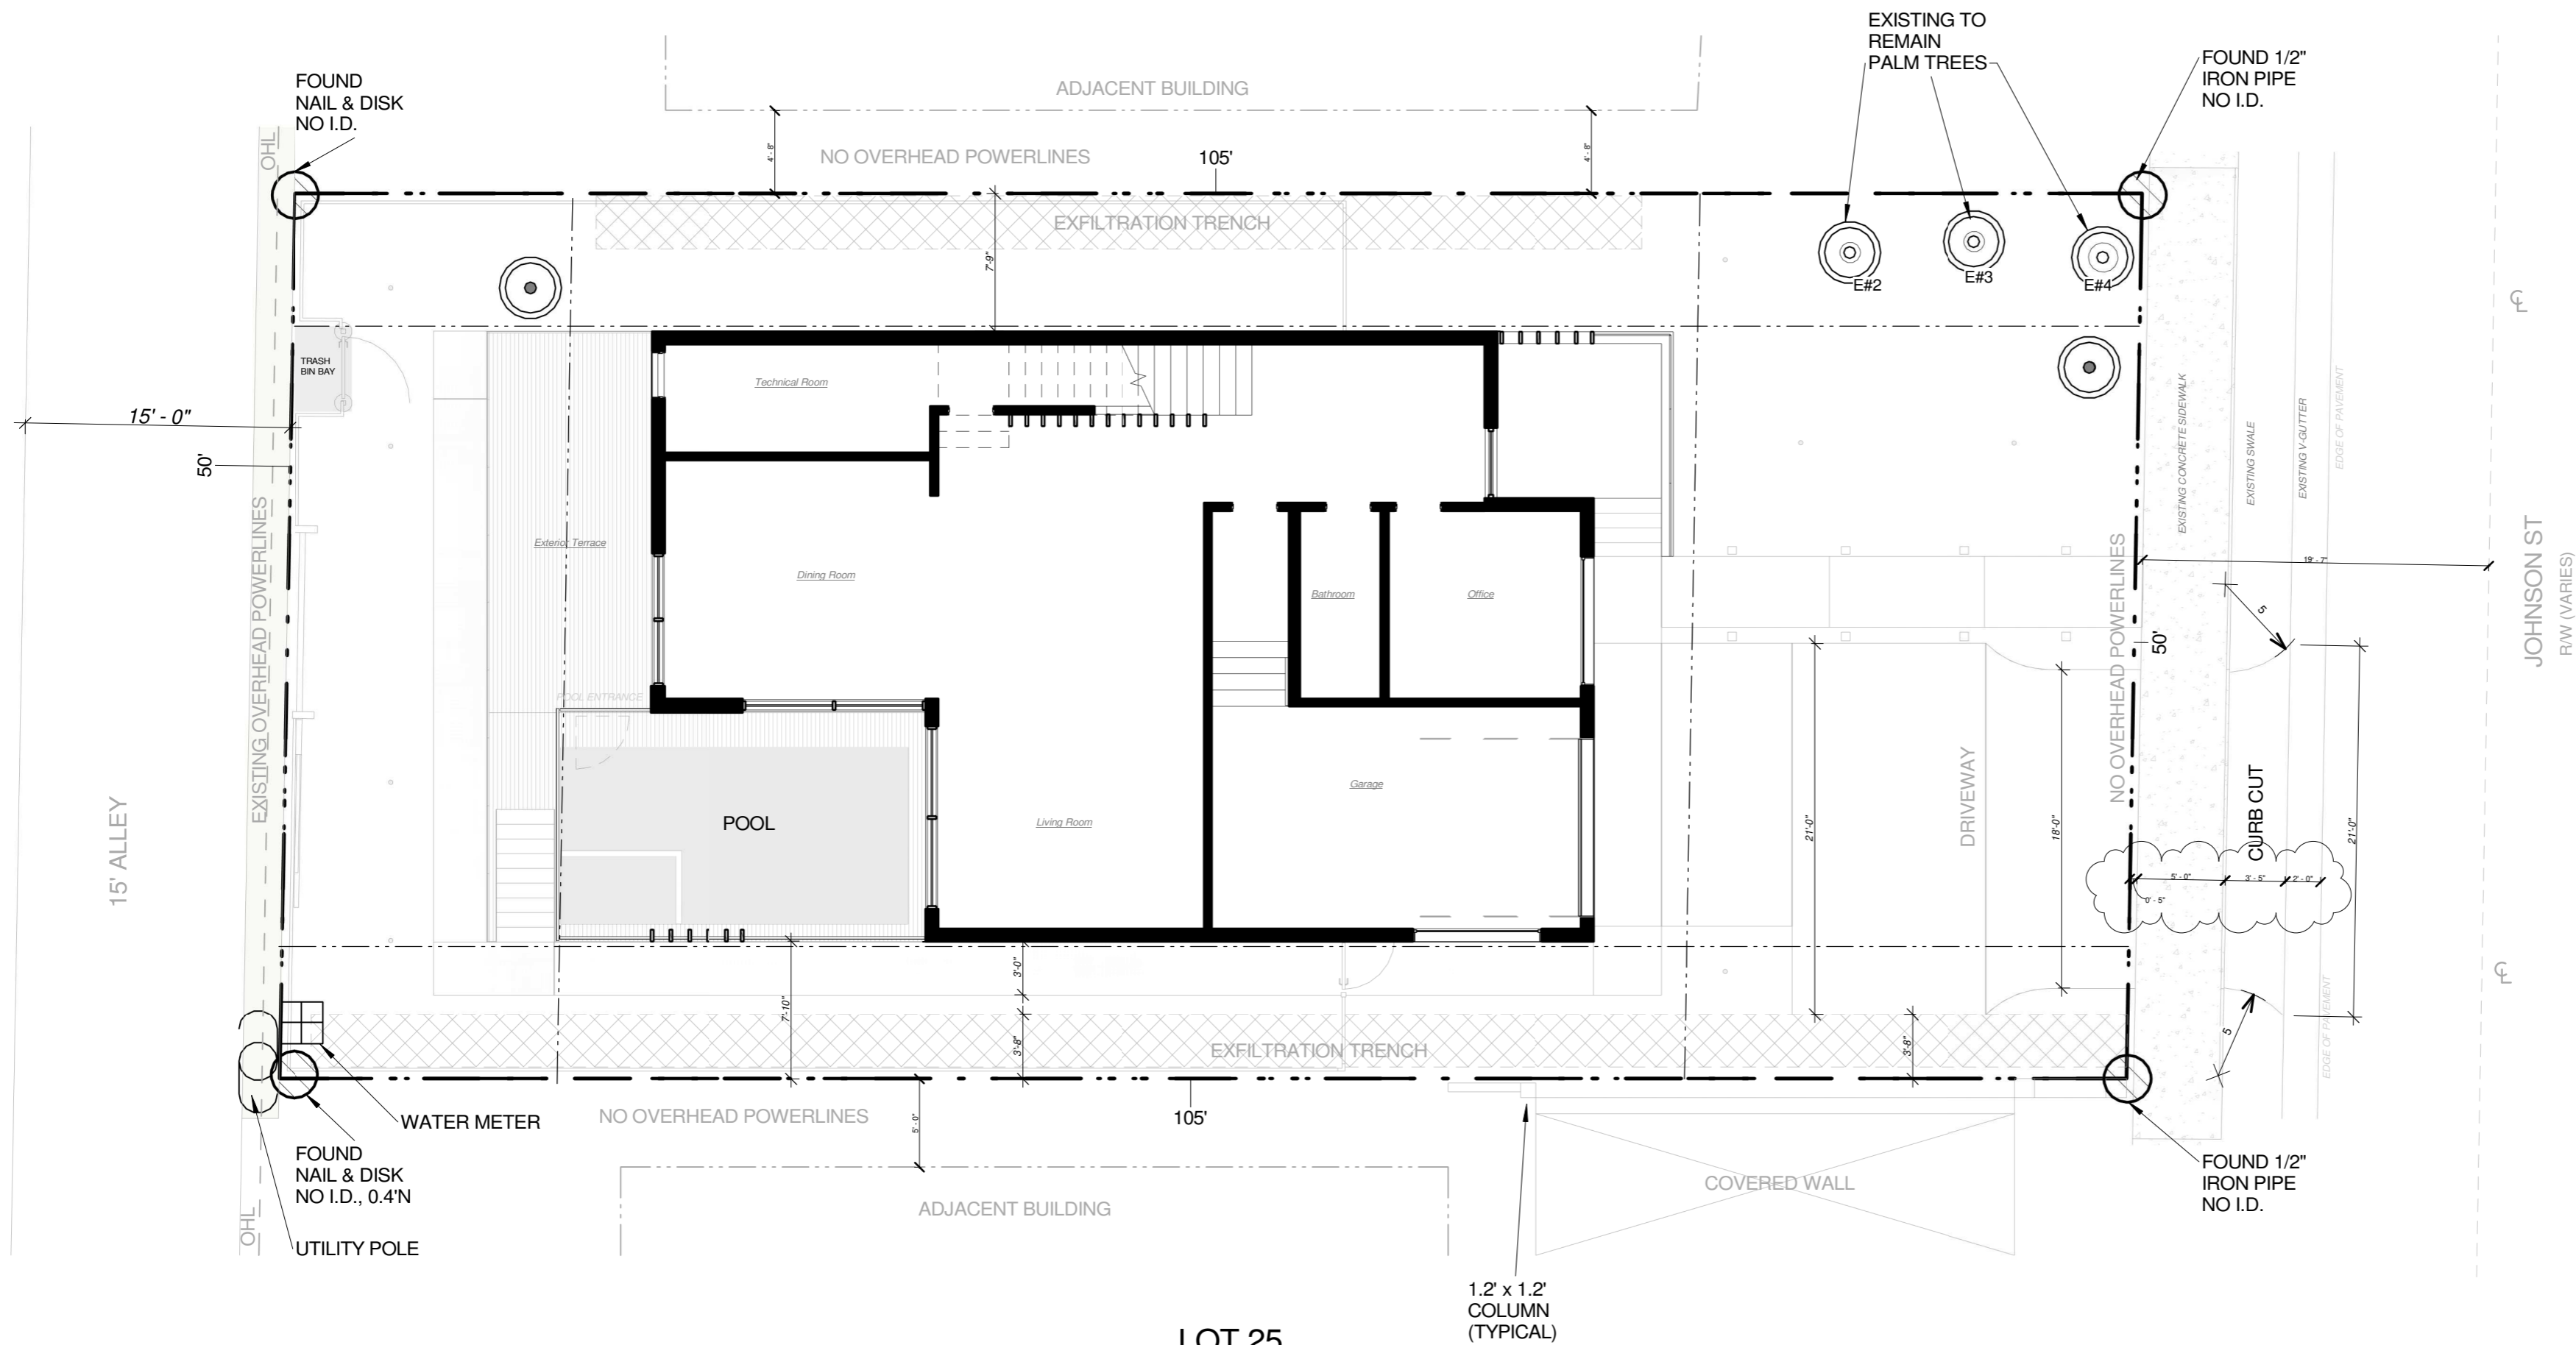 EXISTING TO
REMAIN
PALM TREES
FOUND
NAIL & DISK
NO I.D.
FOUND 1/2"
IRON PIPE
NO I.D.
ADJACENT BUILDING
OHL
4' - 8"
NO OVERHEAD POWERLINES
105'
4' - 8"
EXFILTRATION TRENCH
7'-9"
E#2
E#3
E#4
℄
TRASH
BIN BAY
Technical Room
15' - 0"
50'
EXISTING OVERHEAD POWERLINES
Exterior Terrace
Dining Room
Bathroom
Office
EXISTING CONCRETE SIDEWALK
EXISTING SWALE
EXISTING V-GUTTER
EDGE OF PAVEMENT
JOHNSON ST
R/W (VARIES)
19' - 7"
NO OVERHEAD POWERLINES
5
50'
POOL ENTRANCE
POOL
Living Room
Garage
21'-0"
DRIVEWAY
18'-0"
CURB CUT
21'-0"
15' ALLEY
5' - 0"
3' - 5"
2' - 0"
0' - 5"
3'-0"
7'-10"
3'-8"
EXFILTRATION TRENCH
3'-8"
5
EDGE OF PAVEMENT
℄
WATER METER
NO OVERHEAD POWERLINES
5' - 0"
105'
FOUND
NAIL & DISK
NO I.D., 0.4'N
FOUND 1/2"
IRON PIPE
NO I.D.
COVERED WALL
ADJACENT BUILDING
OHL
UTILITY POLE
1.2' x 1.2'
COLUMN
(TYPICAL)
LOT 25